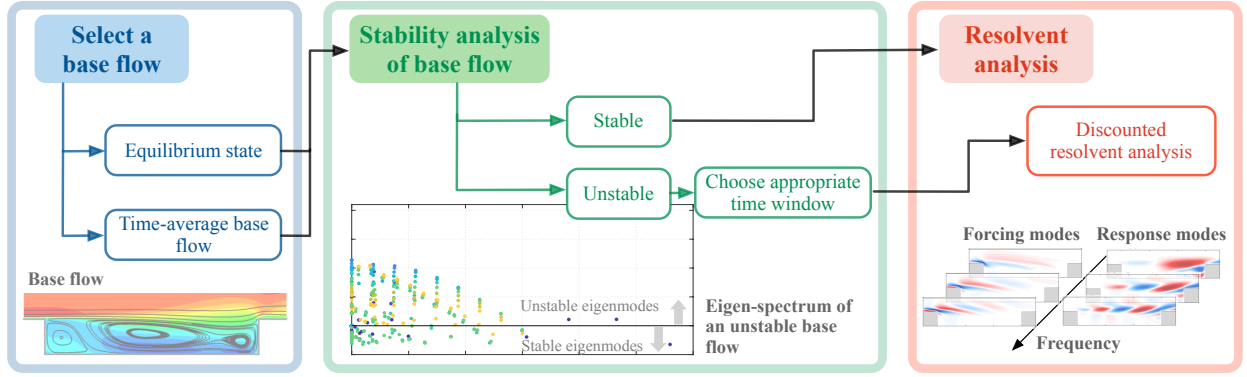 Select a
base flow
Equilibrium state
Time-average base
flow
Base flow
Stability analysis
of base flow
Stable
Unstable
Choose appropriate
time window
Unstable eigenmodes
Stable eigenmodes
Eigen-spectrum of
an unstable base
flow
Resolvent
analysis
Discounted
resolvent analysis
Forcing modes
Response modes
Frequency